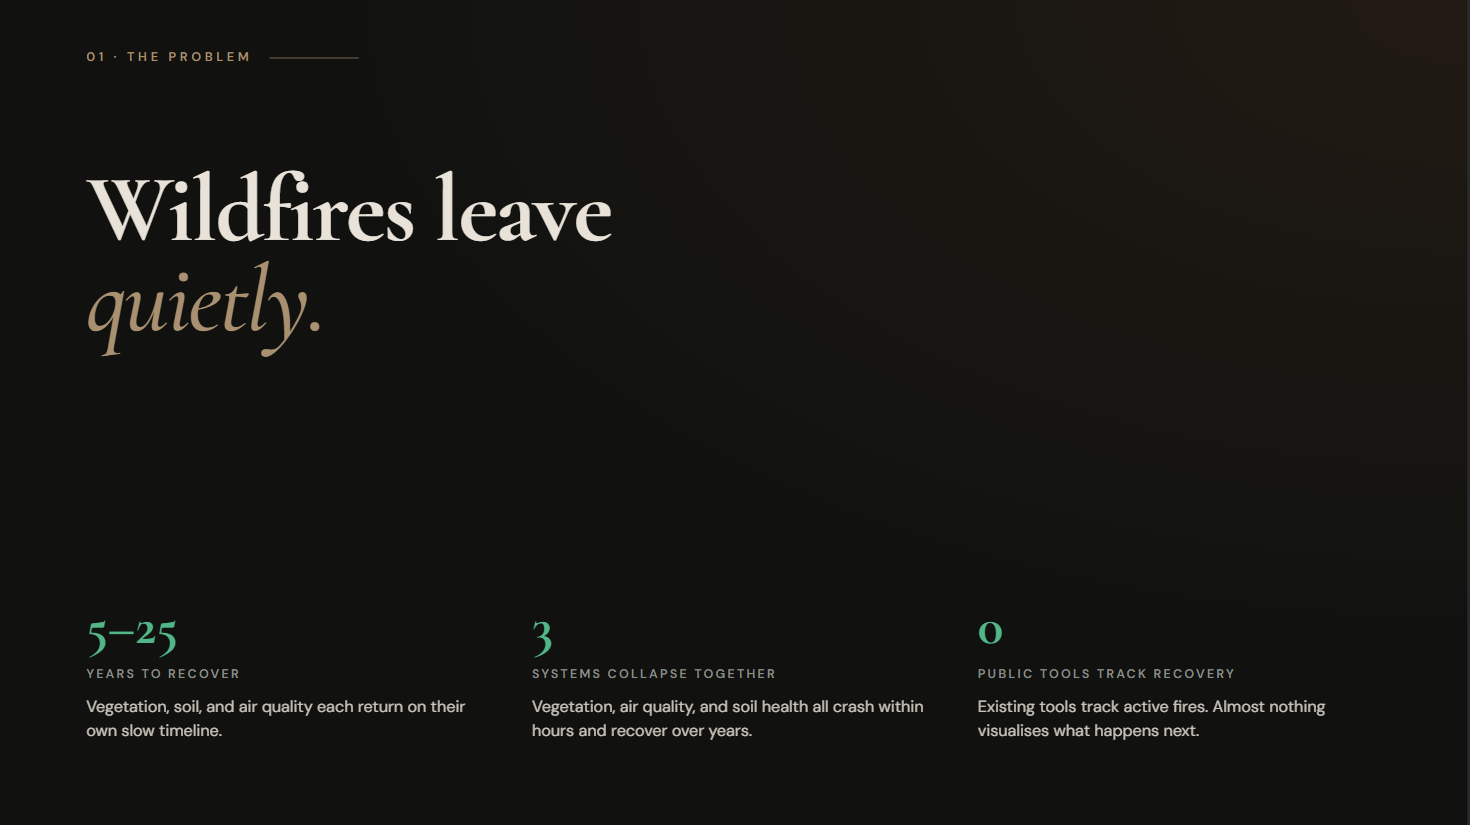 01 · THE PROBLEM
Wildfires leave
quietly.
5–25
YEARS TO RECOVER
Vegetation, soil, and air quality each return on their
own slow timeline.
3
SYSTEMS COLLAPSE TOGETHER
Vegetation, air quality, and soil health all crash within
hours and recover over years.
0
PUBLIC TOOLS TRACK RECOVERY
Existing tools track active fires. Almost nothing
visualises what happens next.